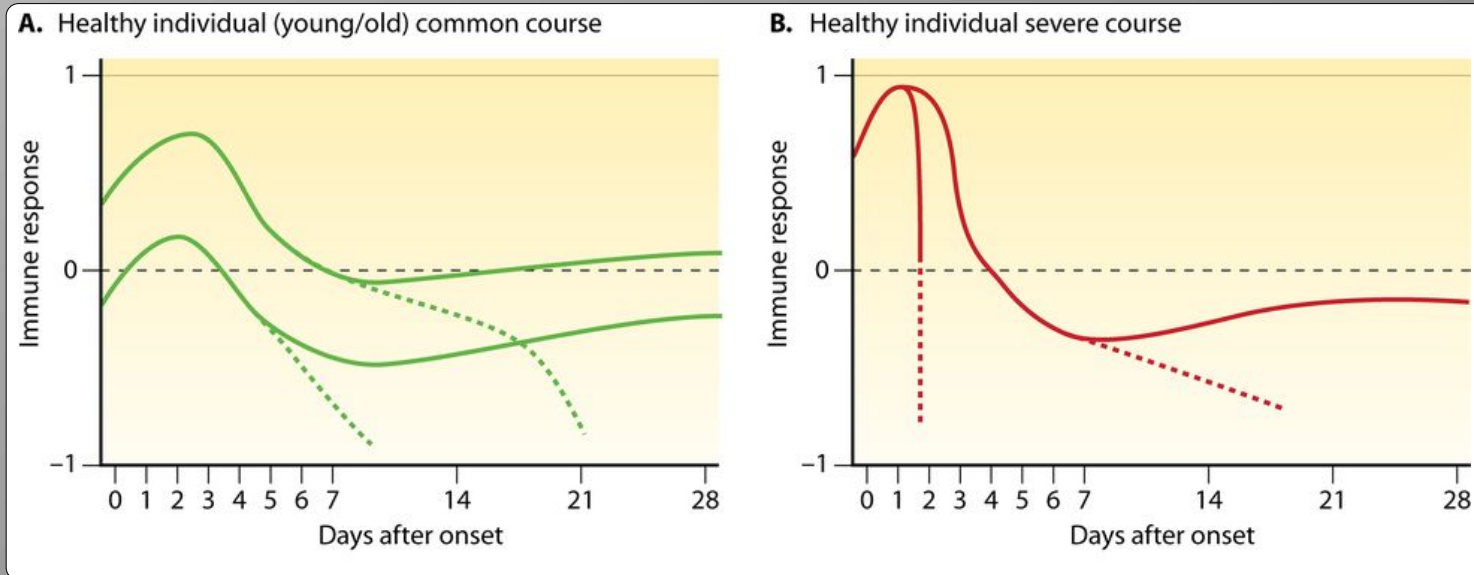 A. Healthy individual (young/old) common course
1
0
−1
Immune response
0 1 2 3 4 5 6 7 14 21 28
Days after onset
B. Healthy individual severe course
1
0
−1
Immune response
0 1 2 3 4 5 6 7 14 21 28
Days after onset